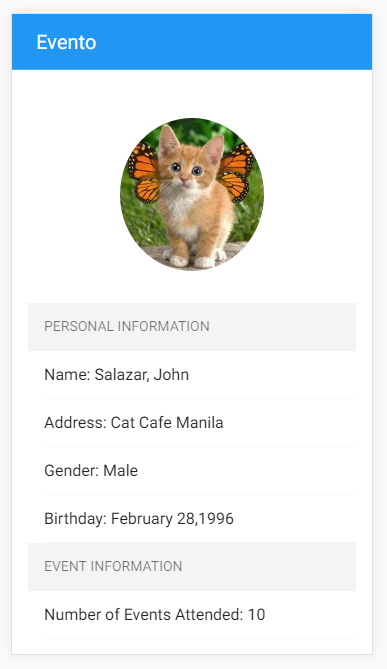 Evento
PERSONAL INFORMATION
Name: Salazar, John
Address: Cat Cafe Manila
Gender: Male
Birthday: February 28,1996
EVENT INFORMATION
Number of Events Attended: 10